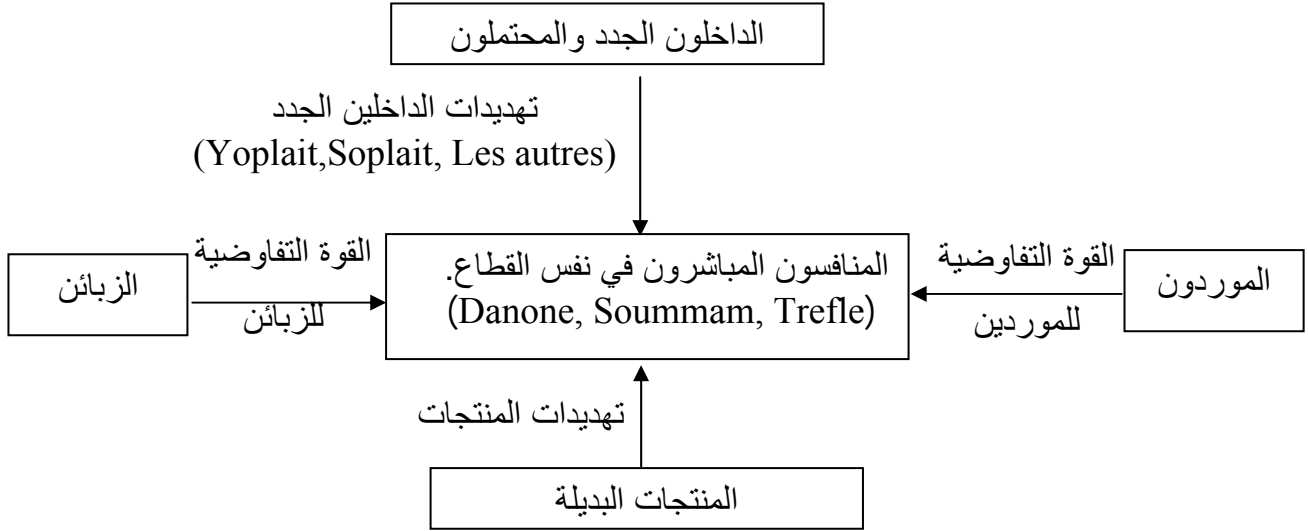 الداخلون الجدد والمحتملون
تهديدات الداخلين الجدد
(Yoplait,Soplait, Les autres)
الموردون
القوة التفاوضية
للموردين
المنافسون المباشرون في نفس القطاع.
(Danone, Soummam, Trefle)
القوة التفاوضية
للزبائن
الزبائن
تهديدات المنتجات
المنتجات البديلة